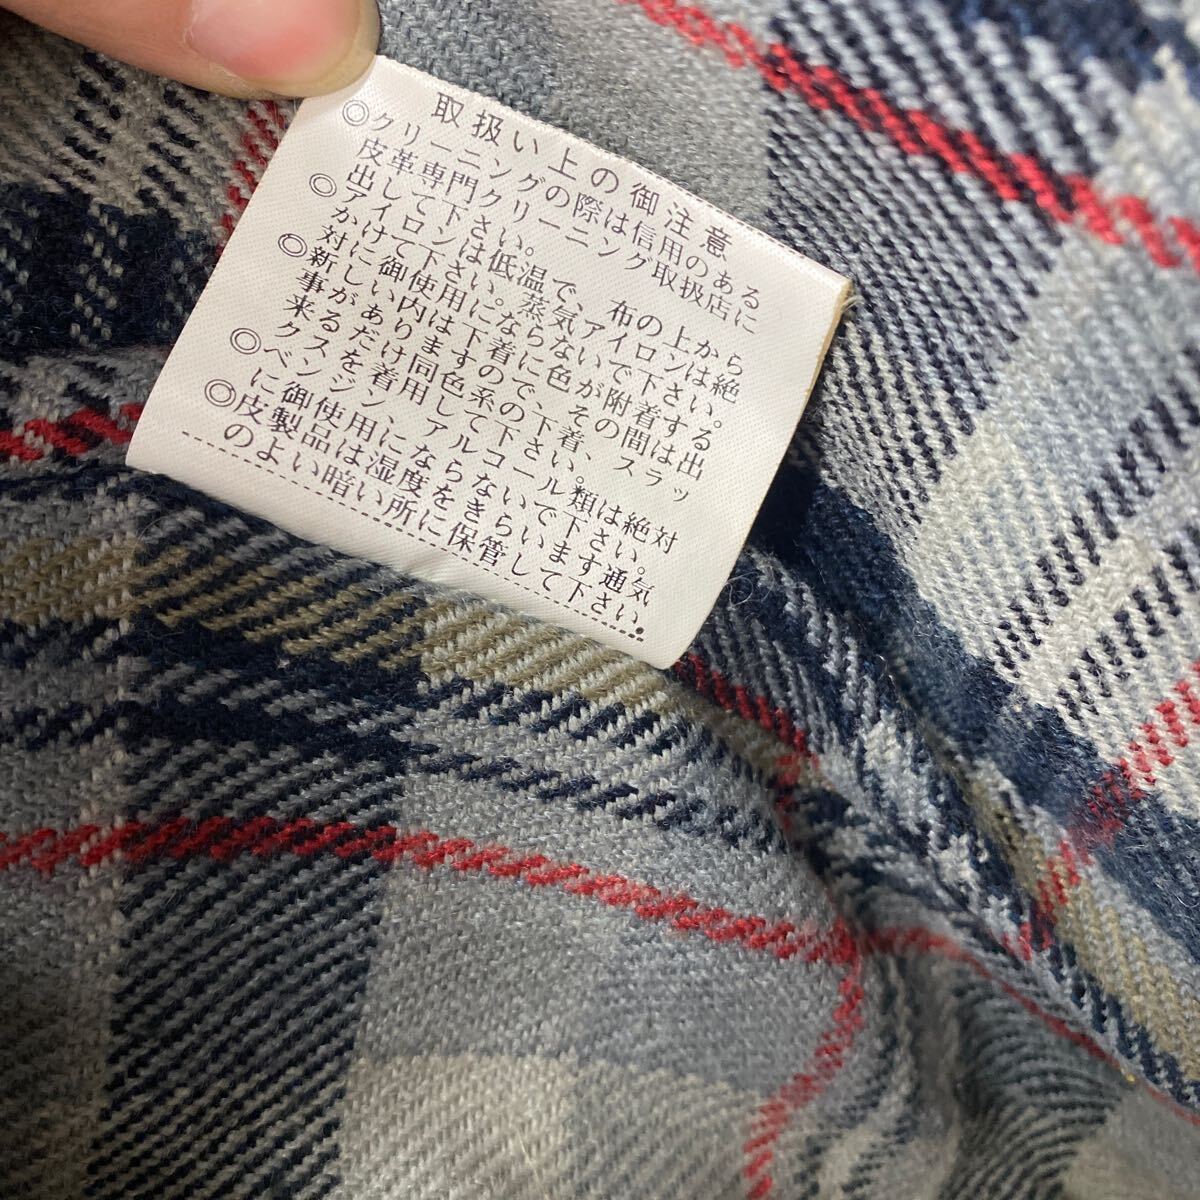 取扱い上の御注意
◎クリーニングの際は信用のある
皮革専門クリーニング取扱店に
出して下さい。
◎アイロンは低温で、布の上から
かけて下さい。蒸気アイロンは絶
対に御使用にならないで下さい。
◎新しい内は下着に色が附着する
事がありますので、その間は出
来るだけ同色系の下着、スラッ
クスを着用して下さい。
◎ベンジン、アルコール類は絶対
に御使用にならないで下さい。
◎皮製品は湿度をきらいます通気
のよい暗い所に保管して下さい.